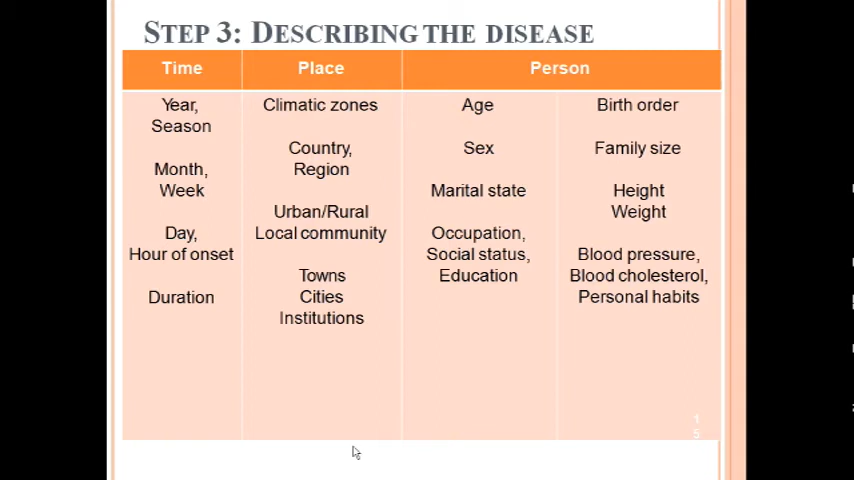 STEP 3: DESCRIBING THE DISEASE
Time
Place
Person
Year,
Season
Month,
Week
Day,
Hour of onset
Duration
Climatic zones
Country,
Region
Urban/Rural
Local community
Towns
Cities
Institutions
Age
Sex
Marital state
Occupation,
Social status,
Education
Birth order
Family size
Height
Weight
Blood pressure,
Blood cholesterol,
Personal habits
1
5